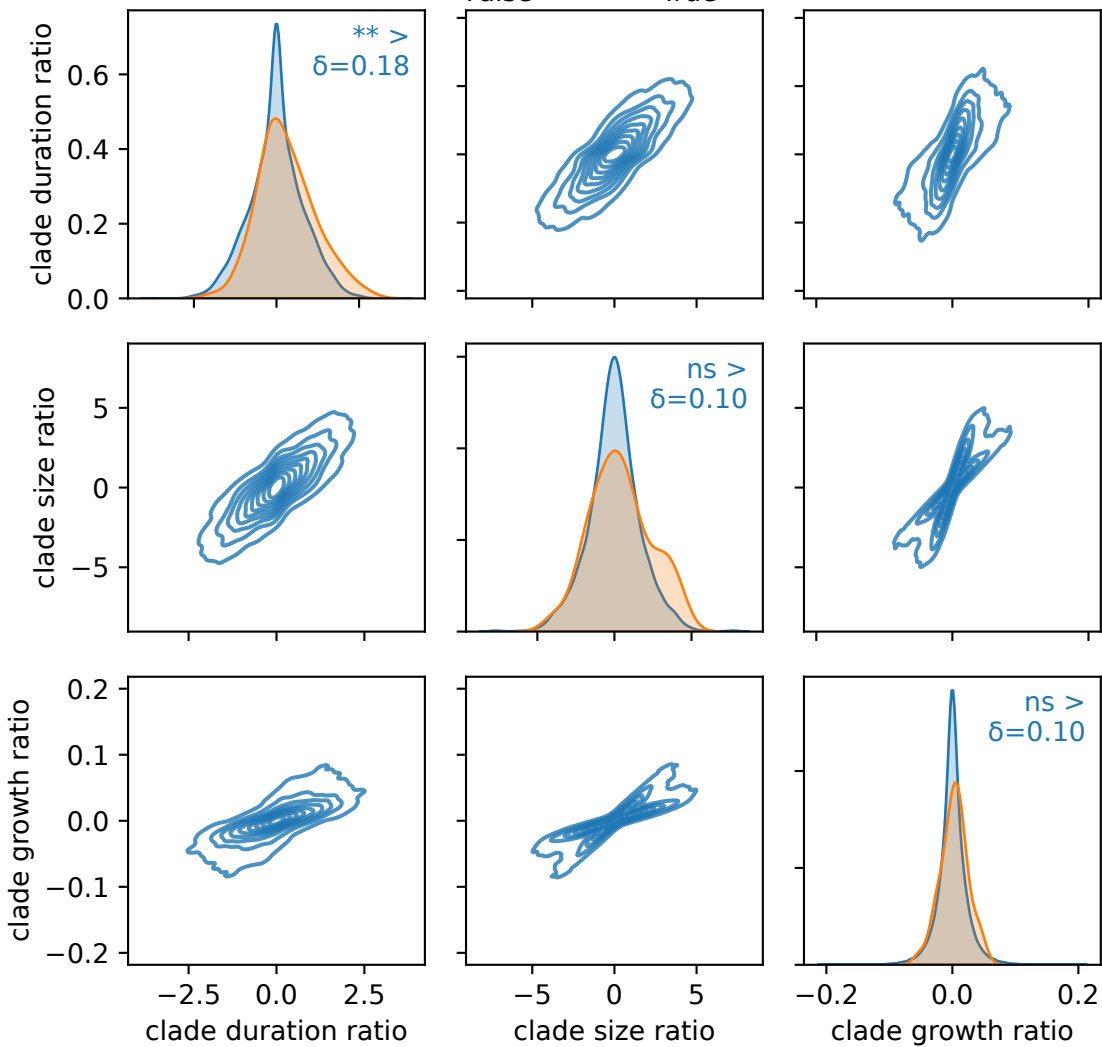 clade duration ratio
0.6
0.4
0.2
0.0
** >
δ=0.18
clade size ratio
5
0
−5
ns >
δ=0.10
clade growth ratio
0.2
0.1
0.0
−0.1
−0.2
ns >
δ=0.10
−2.5 0.0 2.5
−5 0 5
−0.2 0.0 0.2
clade duration ratio
clade size ratio
clade growth ratio